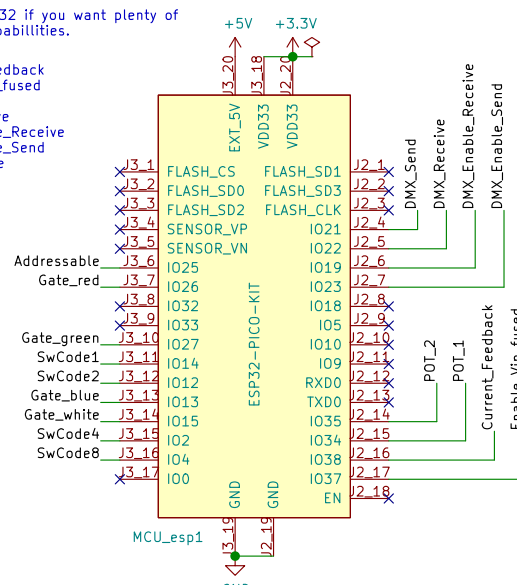 32 if you want plenty of
pabillities.
edback
_fused
ve
e_Receive
e_Send
e
+5V
+3.3V
J3_20
J3_18
J2_20
EXT_5V
VDD33
VDD33
J3_1 FLASH_CS FLASH_SD1 J2_1
J3_2 FLASH_SD0 FLASH_SD3 J2_2
J3_3 FLASH_SD2 FLASH_CLK J2_3
J3_4 SENSOR_VP IO21 J2_4
J3_5 SENSOR_VN IO22 J2_5
Addressable J3_6 IO25 IO19 J2_6
Gate_red J3_7 IO26 IO23 J2_7
J3_8 IO32 IO18 J2_8
J3_9 IO33 IO5 J2_9
Gate_green J3_10 IO27 IO10 J2_10
SwCode1 J3_11 IO14 IO9 J2_11
SwCode2 J3_12 IO12 RXD0 J2_12
Gate_blue J3_13 IO13 TXD0 J2_13
Gate_white J3_14 IO15 IO35 J2_14
SwCode4 J3_15 IO2 IO34 J2_15
SwCode8 J3_16 IO4 IO38 J2_16
J3_17 IO0 IO37 J2_17
EN J2_18
ESP32-PICO-KIT
DMX_Send
DMX_Receive
DMX_Enable_Receive
DMX_Enable_Send
POT_2
POT_1
Current_Feedback
Enable_Vin_fused
GND
GND
J3_19
J2_19
MCU_esp1